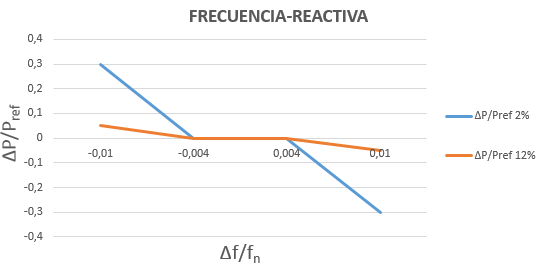 FRECUENCIA-REACTIVA
0,4
0,3
0,2
0,1
0
-0,1
-0,2
-0,3
-0,4
ΔP/Pref
-0,01
-0,004
0,004
0,01
Δf/fn
ΔP/Pref 2%
ΔP/Pref 12%